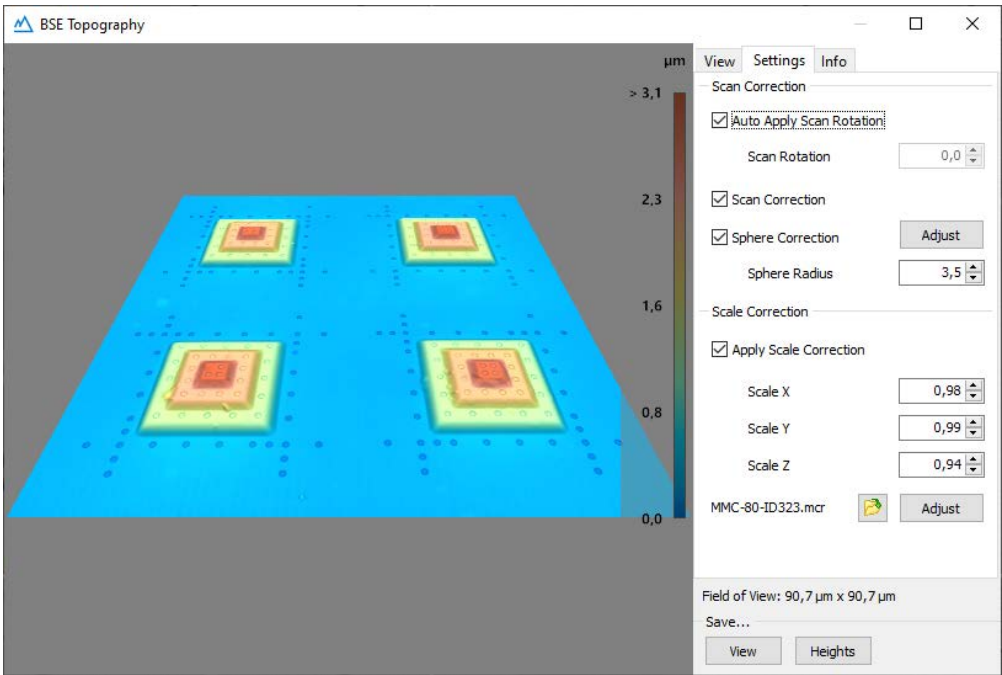 BSE Topography
µm
> 3,1
2,3
1,6
0,8
0,0
View Settings Info
Scan Correction
Auto Apply Scan Rotation
Scan Rotation 0,0
Scan Correction
Sphere Correction Adjust
Sphere Radius 3,5
Scale Correction
Apply Scale Correction
Scale X 0,98
Scale Y 0,99
Scale Z 0,94
MMC-80-ID323.mcr Adjust
Field of View: 90,7 µm x 90,7 µm
Save...
View Heights